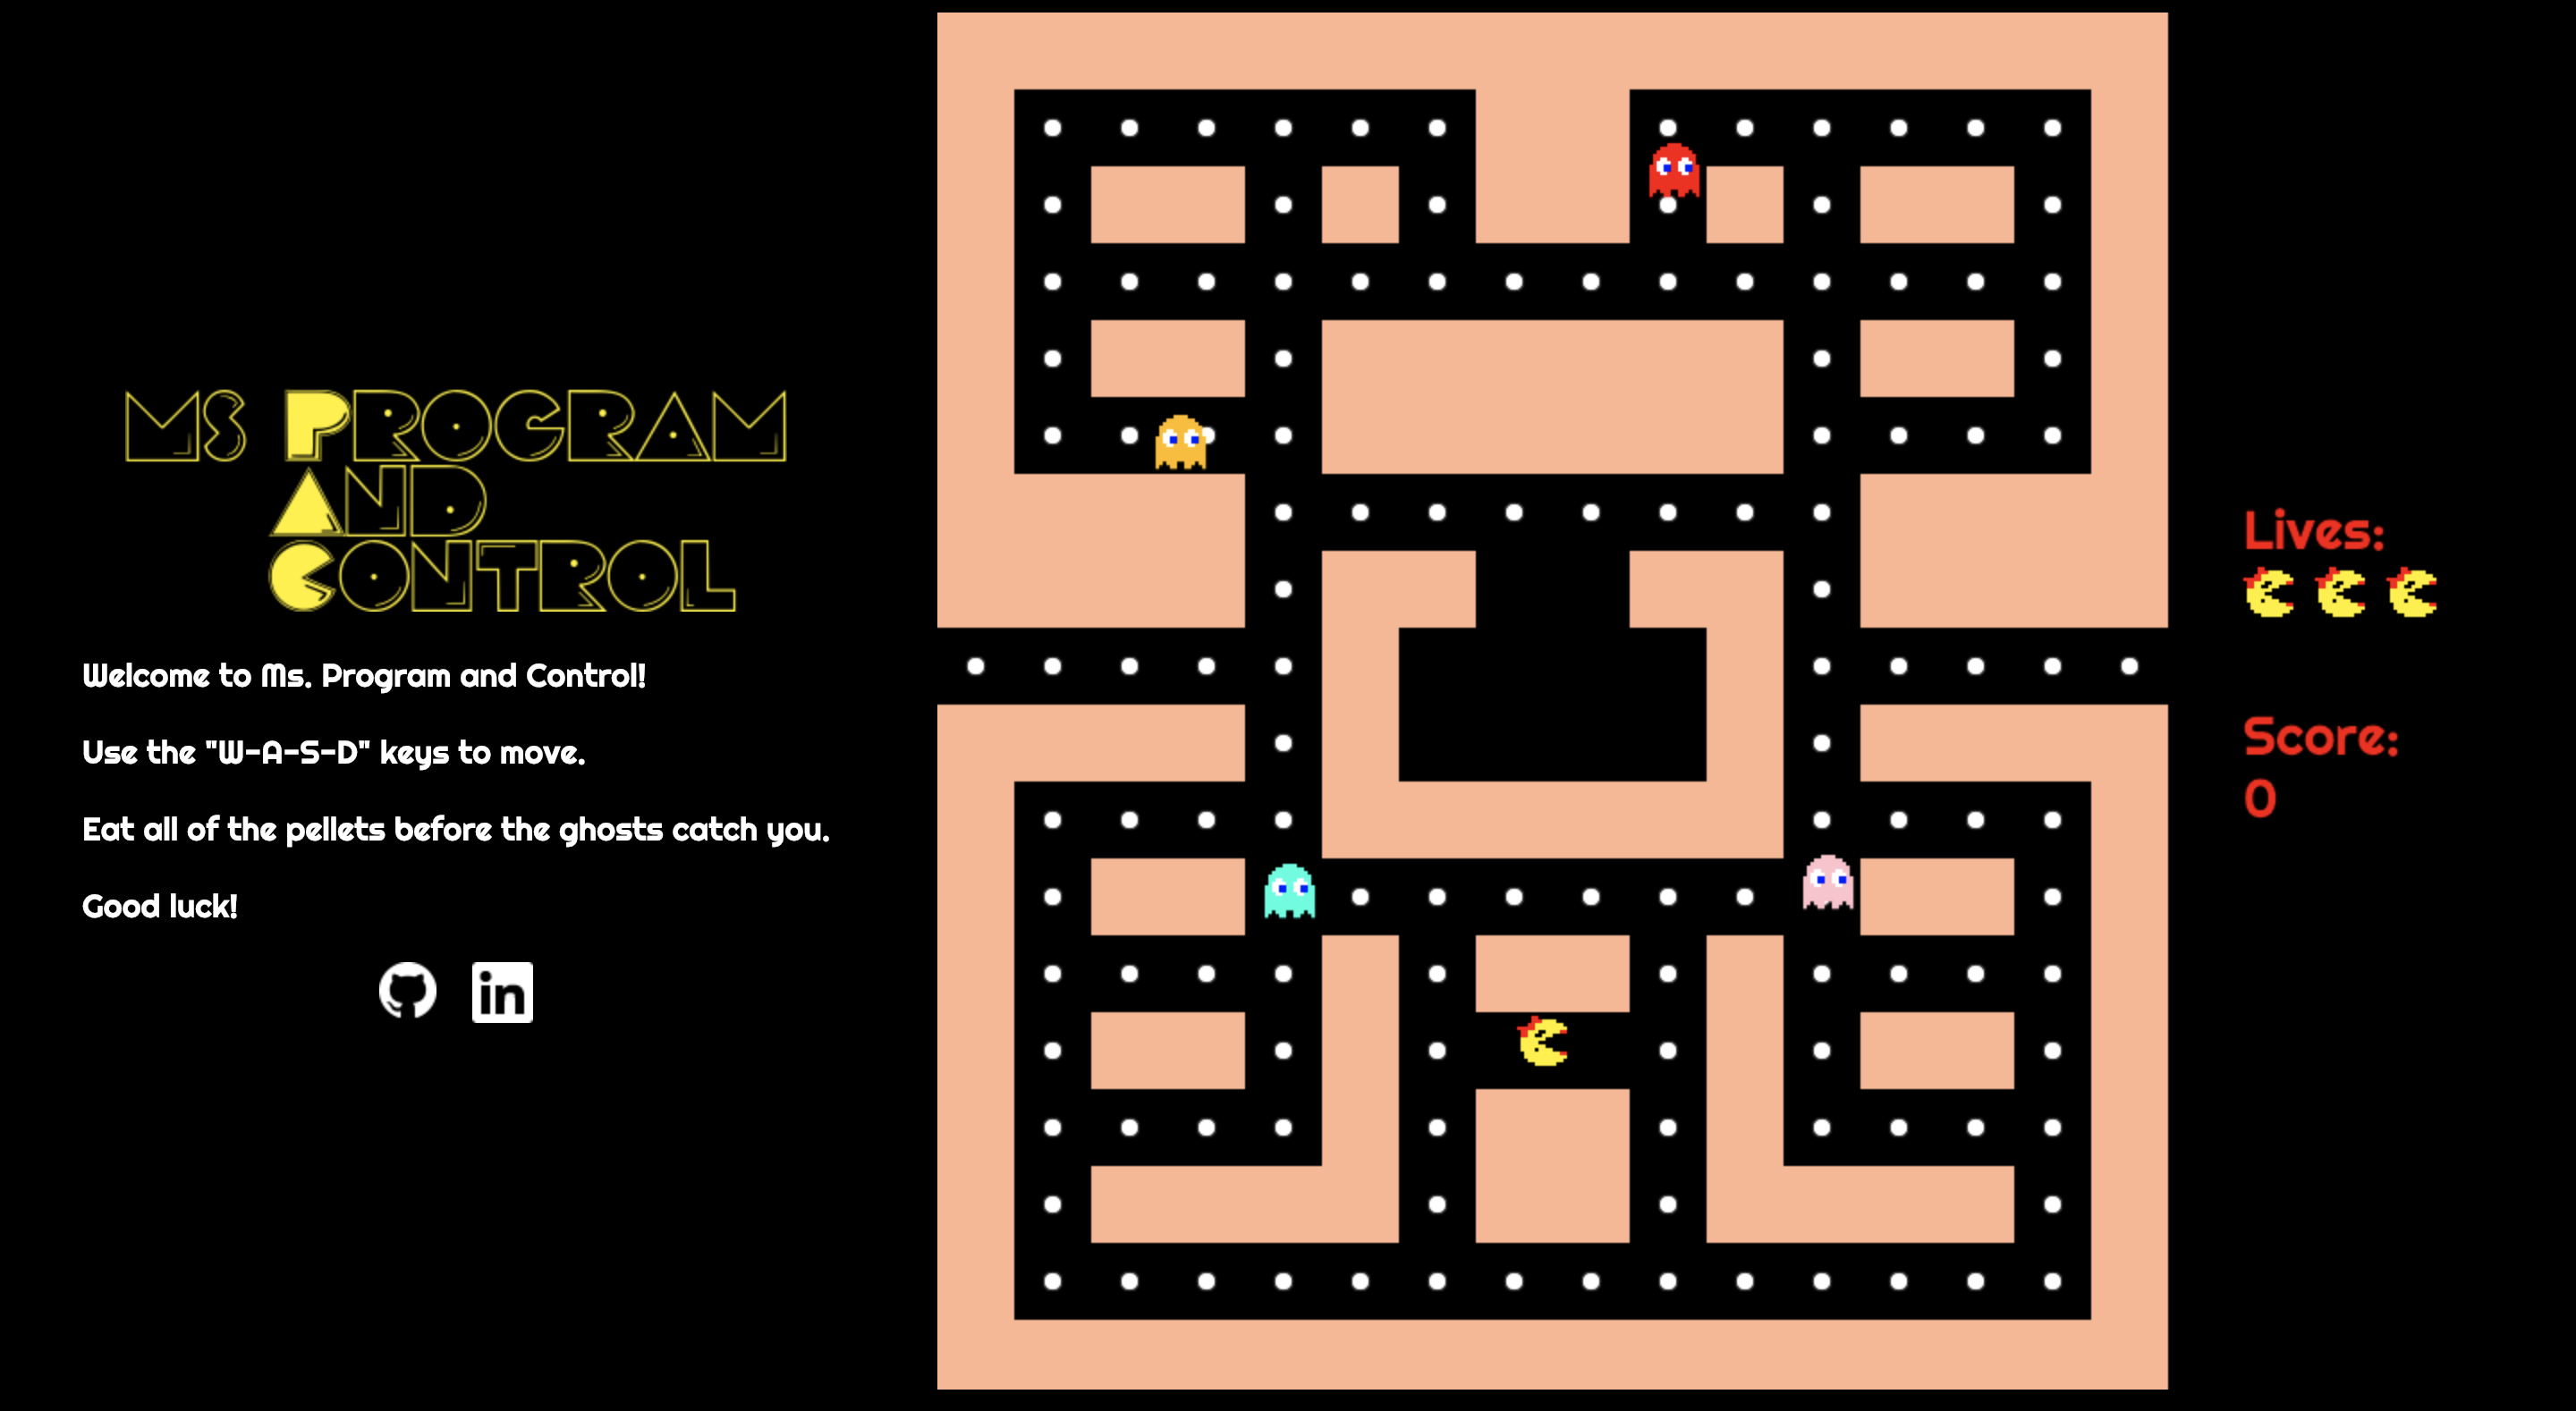 MS PROGRAM
AND
CONTROL
Welcome to Ms. Program and Control!
Use the "W-A-S-D" keys to move.
Eat all of the pellets before the ghosts catch you.
Good luck!
in
Lives:
Score:
0